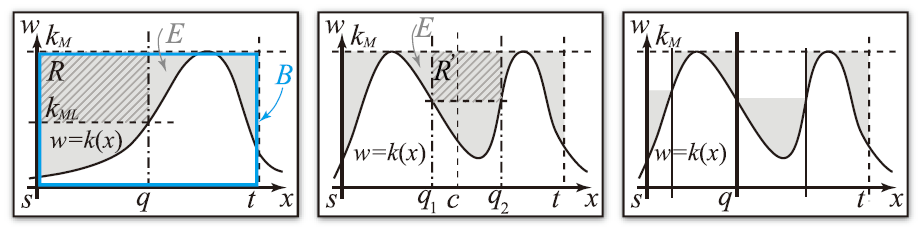 w k_M E
R
k_ML B
w=k(x)
s q t x
w k_M E
R'
w=k(x)
s q_1 c q_2 t x
w k_M
w=k(x)
s q t x